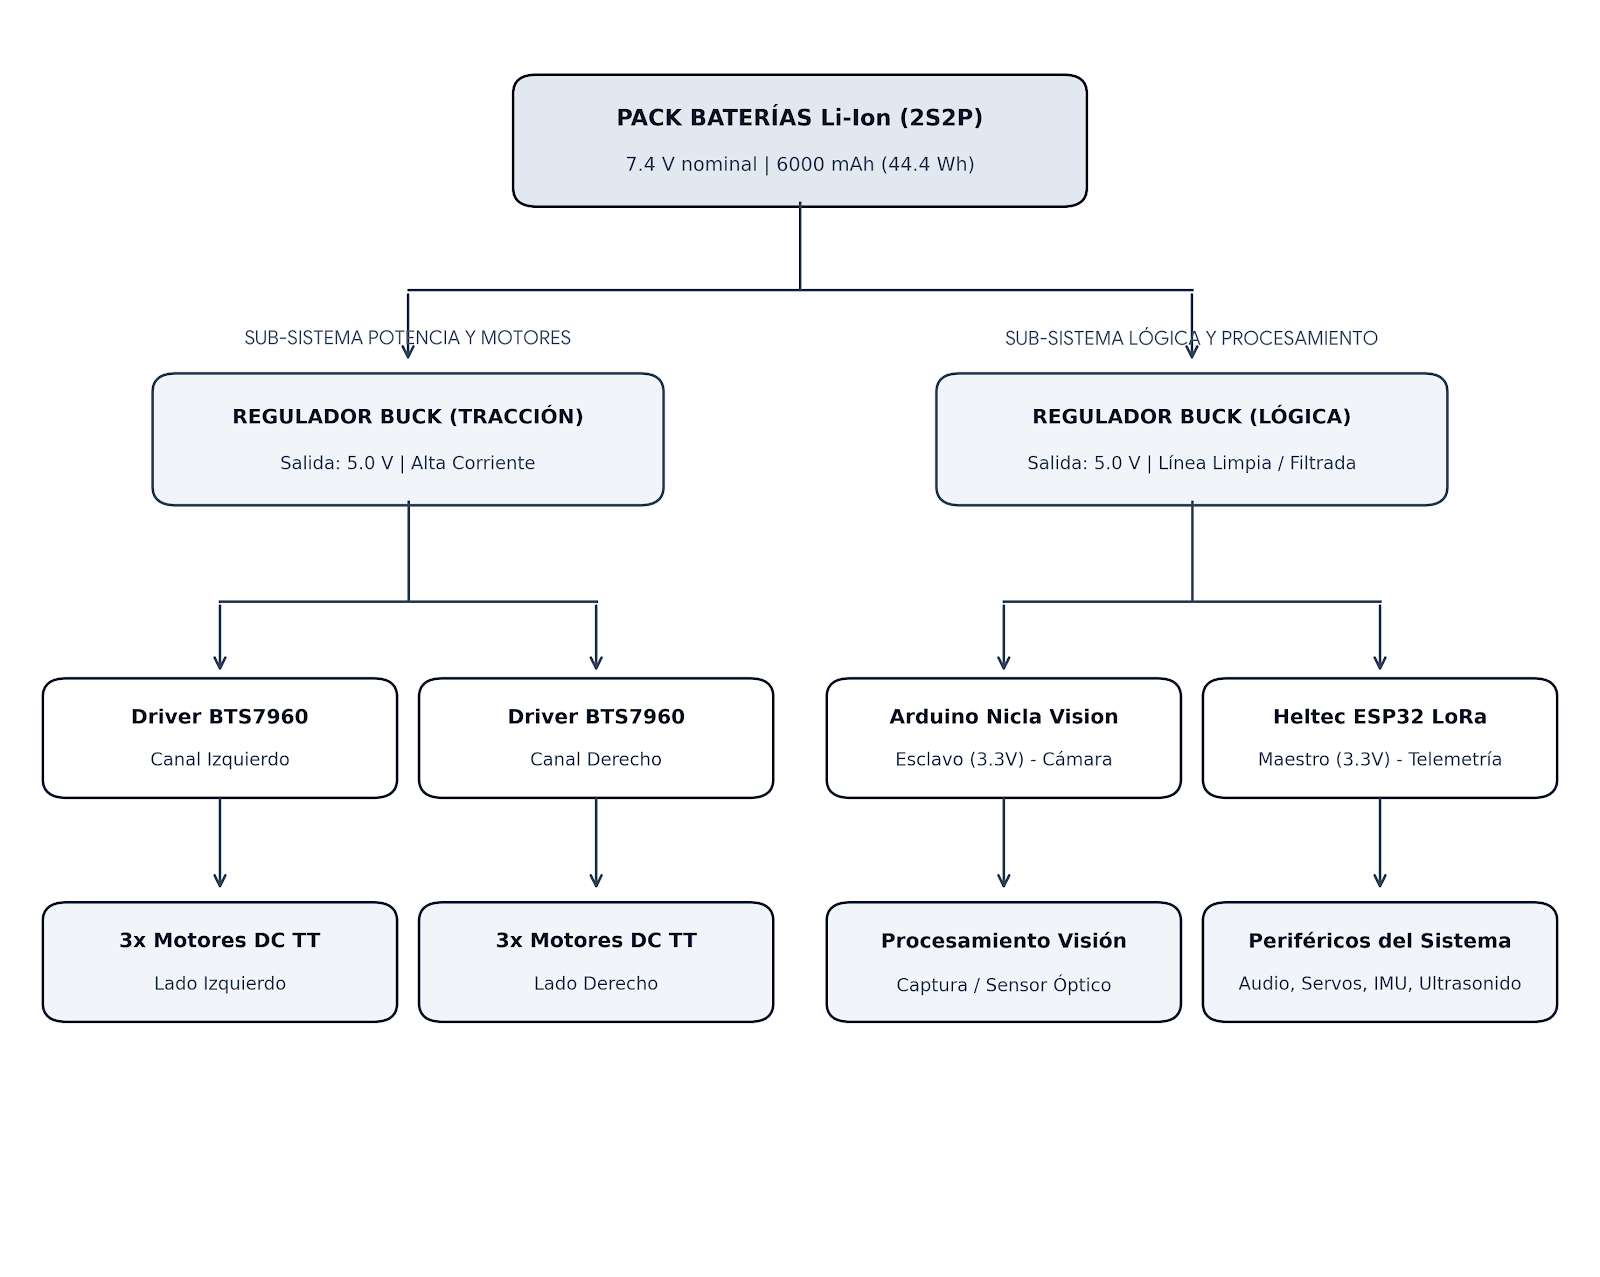 PACK BATERÍAS Li-Ion (2S2P)
7.4 V nominal | 6000 mAh (44.4 Wh)
SUB-SISTEMA POTENCIA Y MOTORES
SUB-SISTEMA LÓGICA Y PROCESAMIENTO
REGULADOR BUCK (TRACCIÓN)
Salida: 5.0 V | Alta Corriente
REGULADOR BUCK (LÓGICA)
Salida: 5.0 V | Línea Limpia / Filtrada
Driver BTS7960
Canal Izquierdo
Driver BTS7960
Canal Derecho
Arduino Nicla Vision
Esclavo (3.3V) - Cámara
Heltec ESP32 LoRa
Maestro (3.3V) - Telemetría
3x Motores DC TT
Lado Izquierdo
3x Motores DC TT
Lado Derecho
Procesamiento Visión
Captura / Sensor Óptico
Periféricos del Sistema
Audio, Servos, IMU, Ultrasonido